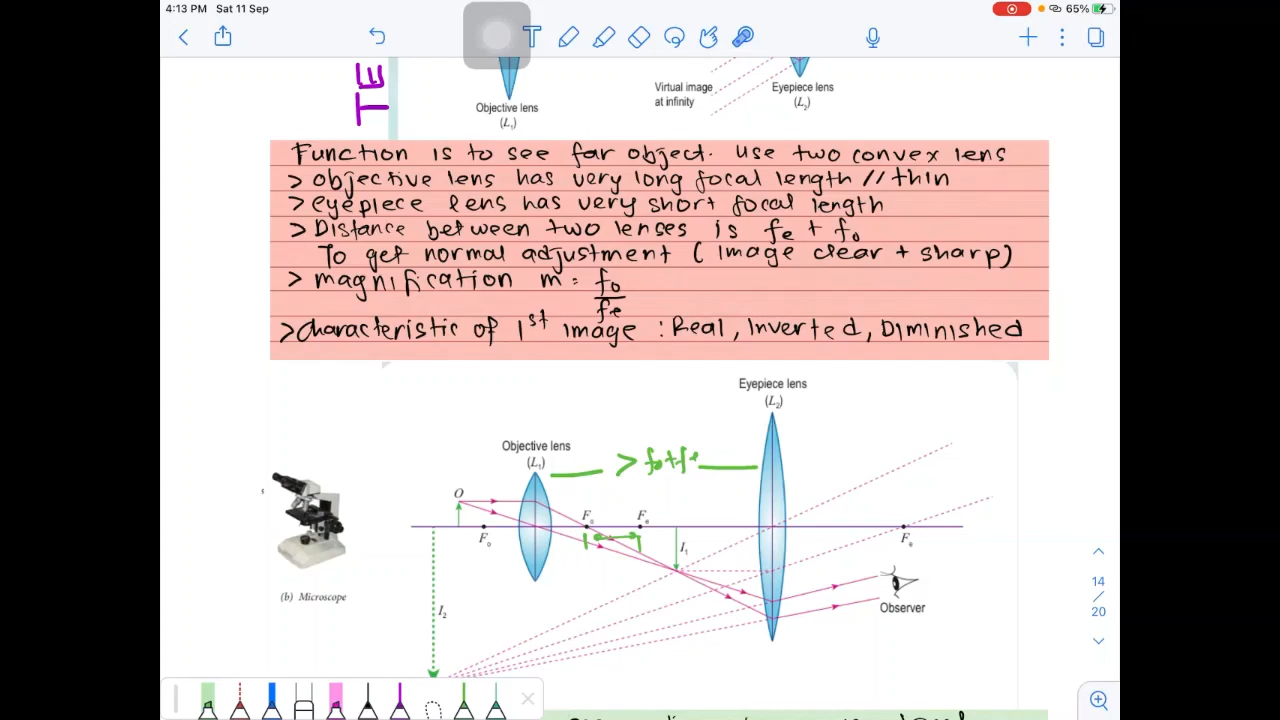 4:13 PM Sat 11 Sep
65%
TE
Objective lens
(L₁)
Virtual image
at infinity
Eyepiece lens
(L₂)
Function is to see far object. Use two convex lens
> objective lens has very long focal length // thin
> eyepiece lens has very short focal length
> Distance between two lenses is fe + fo
To get normal adjustment ( image clear + sharp)
> magnification m = fo
fe
> characteristic of 1st image : Real, Inverted, Diminished
Eyepiece lens
(L₂)
Objective lens
(L₁)
> fo+fe
O
Fo
Fo
Fe
I₁
Fe
I₂
Observer
(b) Microscope
14
/
20